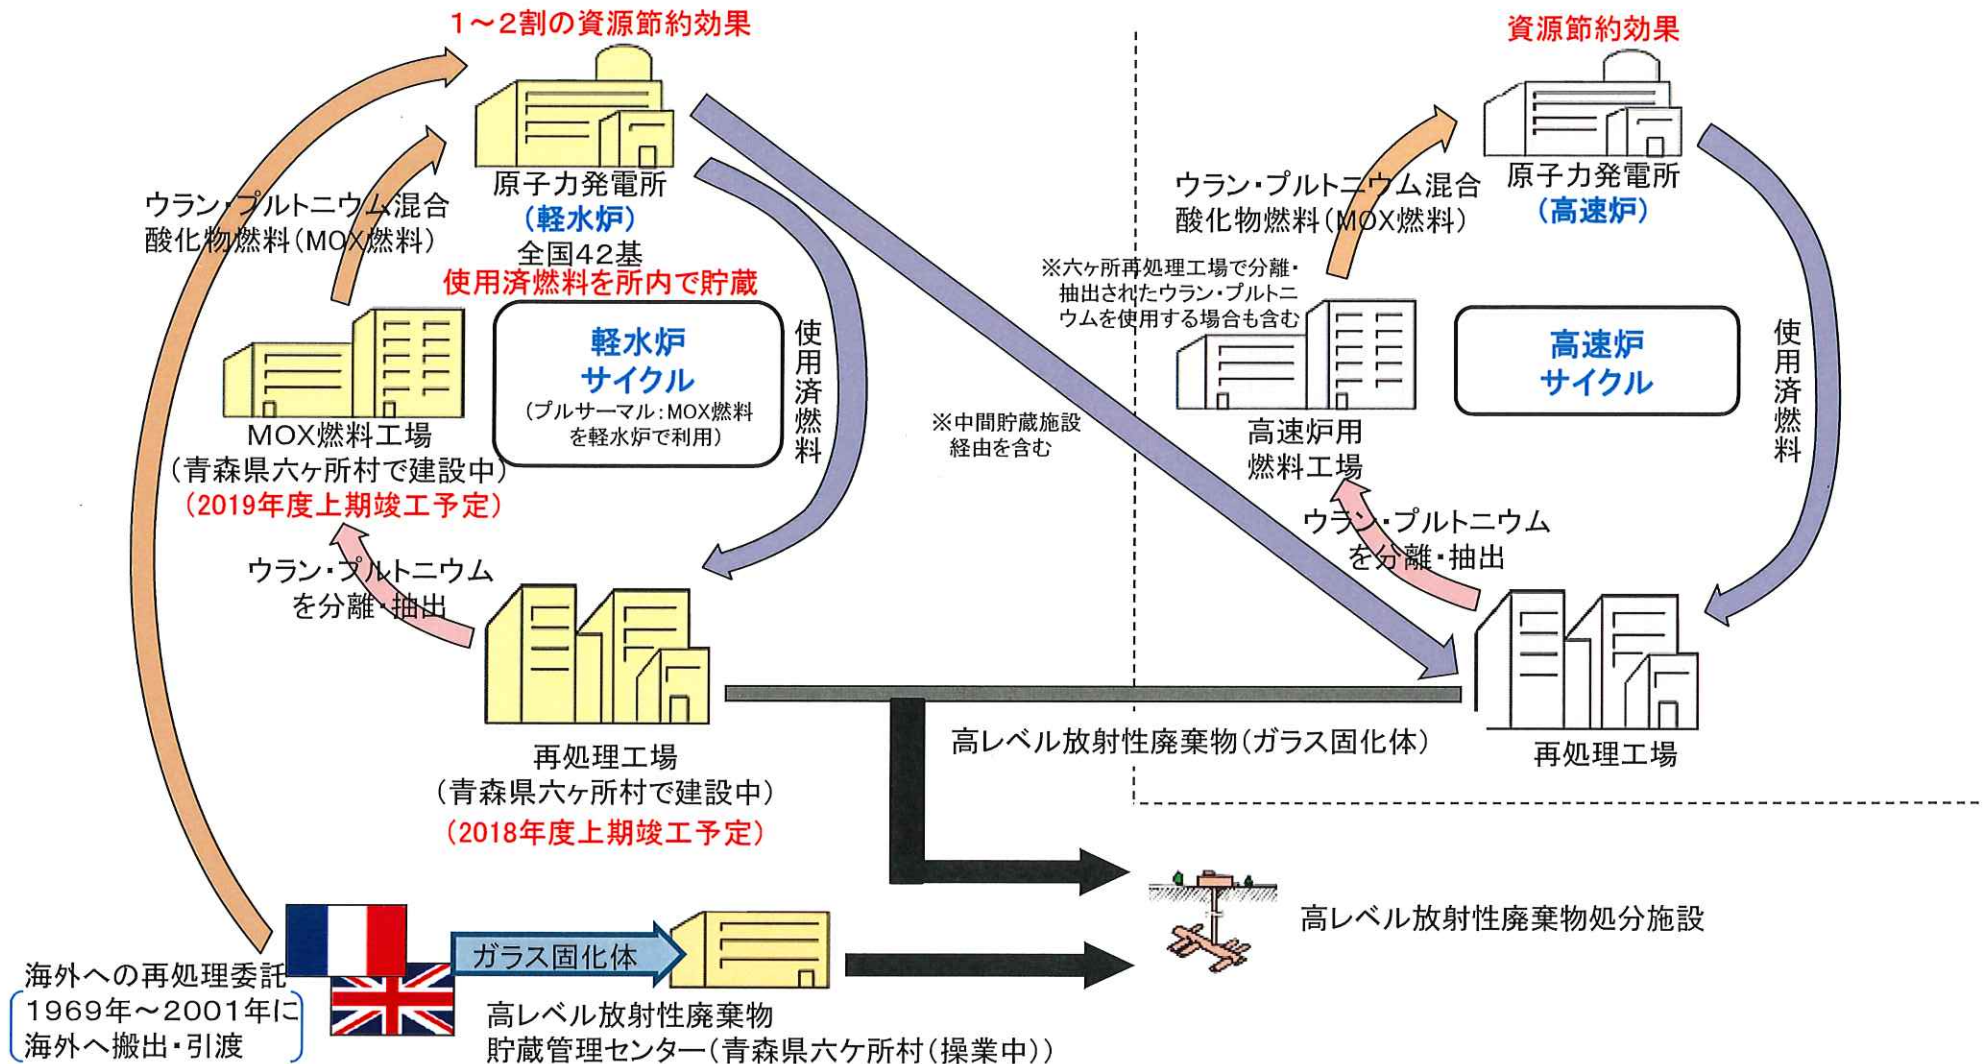 1～2割の資源節約効果
原子力発電所
(軽水炉)
全国42基
使用済燃料を所内で貯蔵
ウラン・プルトニウム混合
酸化物燃料(MOX燃料)
軽水炉
サイクル
(プルサーマル:MOX燃料
を軽水炉で利用)
使用済燃料
MOX燃料工場
(青森県六ヶ所村で建設中)
(2019年度上期竣工予定)
ウラン・プルトニウム
を分離・抽出
再処理工場
(青森県六ヶ所村で建設中)
(2018年度上期竣工予定)
※中間貯蔵施設
経由を含む
資源節約効果
原子力発電所
(高速炉)
ウラン・プルトニウム混合
酸化物燃料(MOX燃料)
※六ヶ所再処理工場で分離・
抽出されたウラン・プルトニ
ウムを使用する場合も含む
高速炉
サイクル
使用済燃料
高速炉用
燃料工場
ウラン・プルトニウム
を分離・抽出
再処理工場
高レベル放射性廃棄物(ガラス固化体)
高レベル放射性廃棄物処分施設
ガラス固化体
海外への再処理委託
1969年～2001年に
海外へ搬出・引渡
高レベル放射性廃棄物
貯蔵管理センター(青森県六ケ所村(操業中))